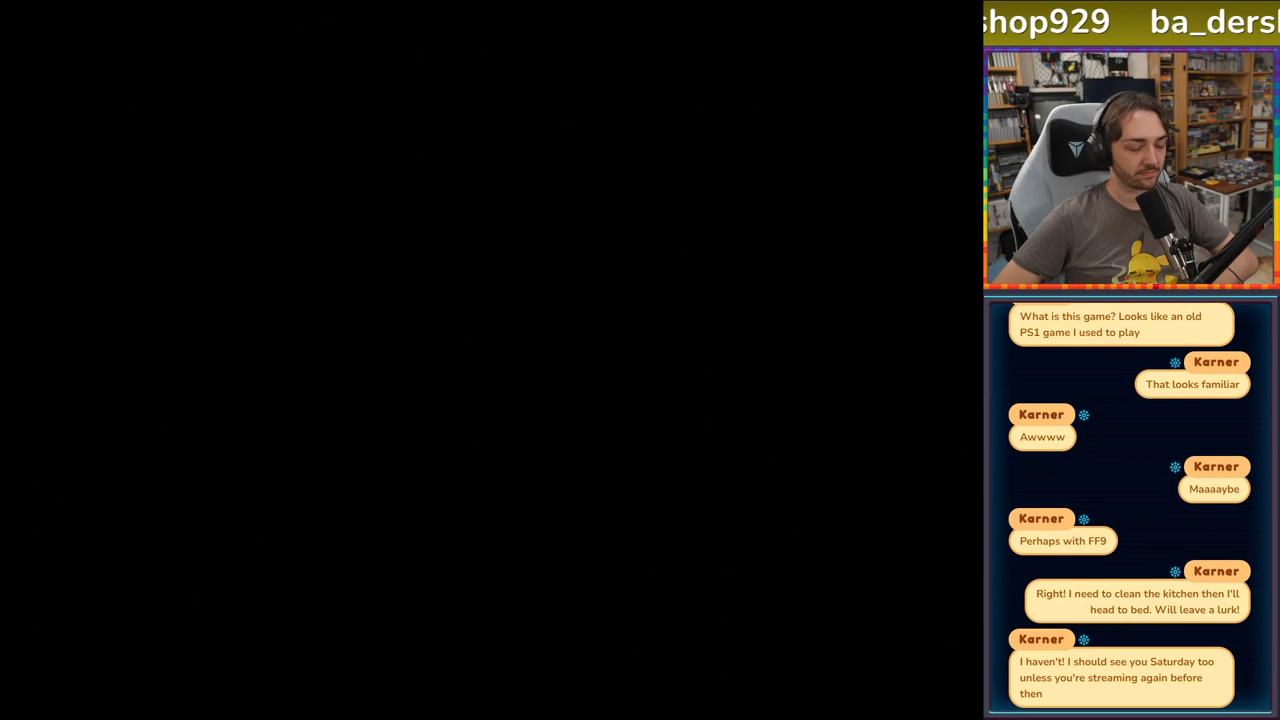 shop929 ba_ders
What is this game? Looks like an old
PS1 game I used to play
Karner
That looks familiar
Karner
Awwww
Karner
Maaaaybe
Karner
Perhaps with FF9
Karner
Right! I need to clean the kitchen then I'll
head to bed. Will leave a lurk!
Karner
I haven't! I should see you Saturday too
unless you're streaming again before
then